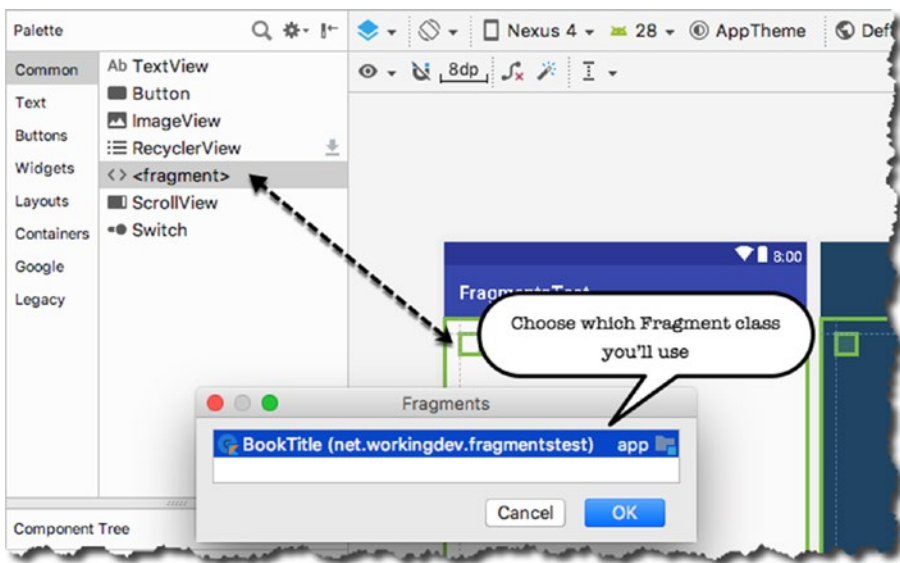 Palette
Nexus 4
28
AppTheme
Common
Ab TextView
8dp
Text
Button
ImageView
Buttons
RecyclerView
Widgets
<> <fragment>
Layouts
ScrollView
Containers
Switch
Google
8:00
Legacy
Choose which Fragment class
you'll use
Fragments
BookTitle (net.workingdev.fragmentstest) app
Cancel
OK
Component Tree